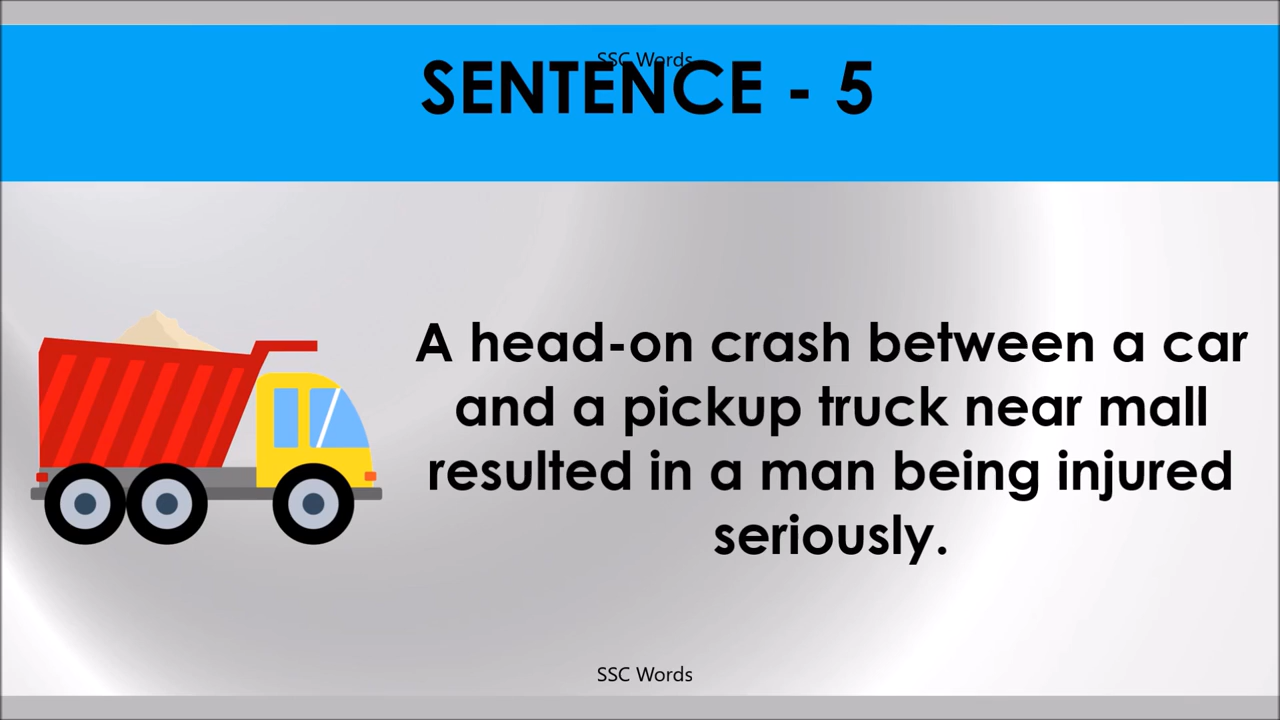 SSC Words
SENTENCE - 5
A head-on crash between a car
and a pickup truck near mall
resulted in a man being injured
seriously.
SSC Words